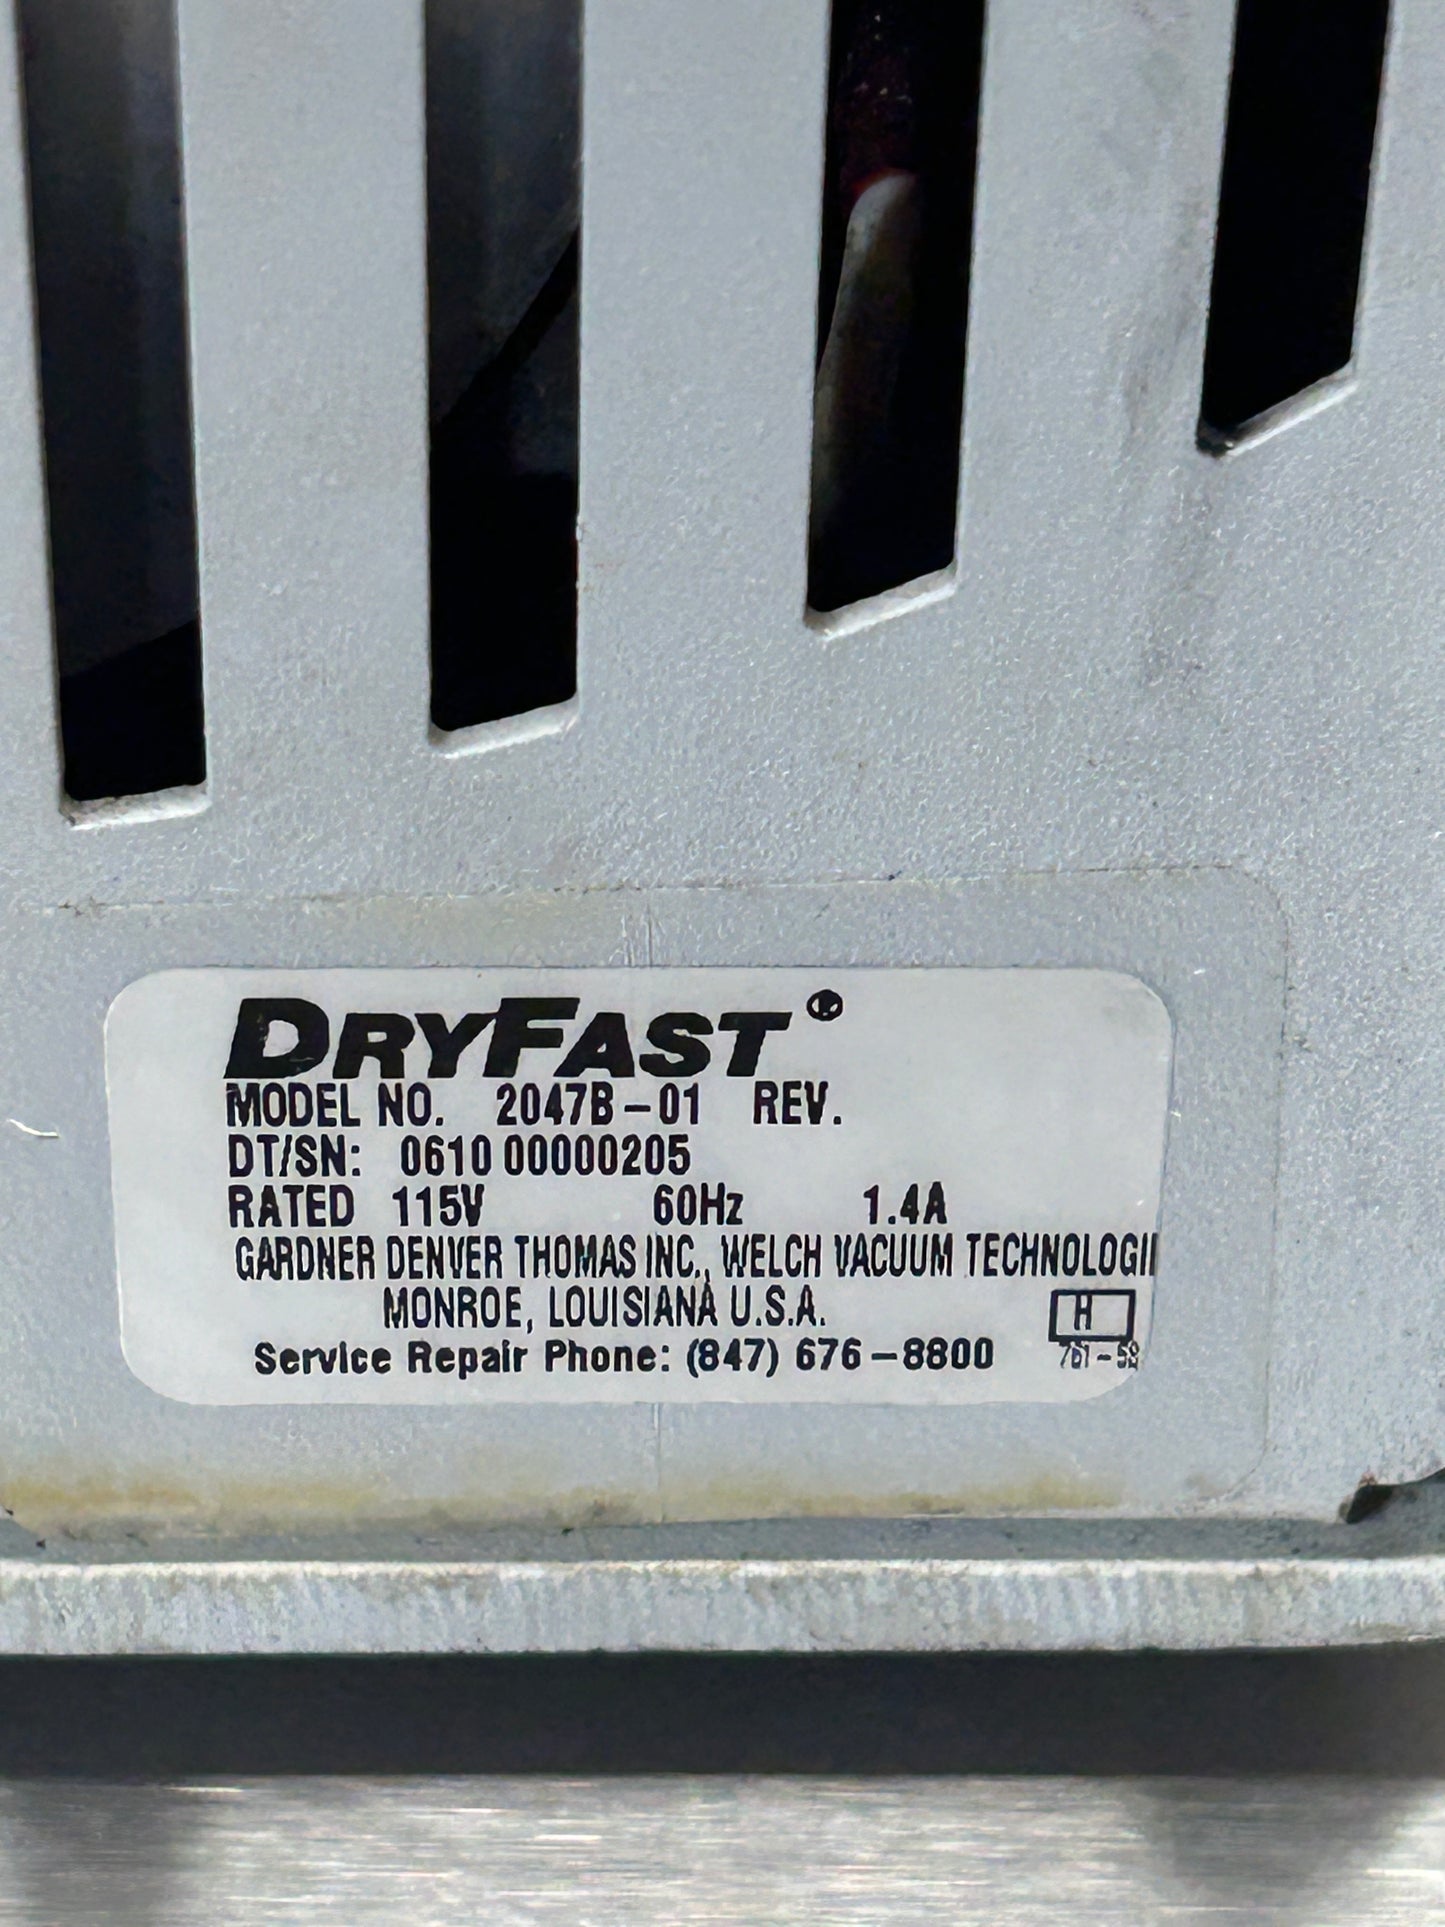 DRYFAST ®
MODEL NO. 2047B-01 REV.
DT/SN: 0610 00000205
RATED 115V 60Hz 1.4A
GARDNER DENVER THOMAS INC., WELCH VACUUM
MONROE, LOUISIANA U.S.A.
H
Service Repair Phone: (847) 676-8800